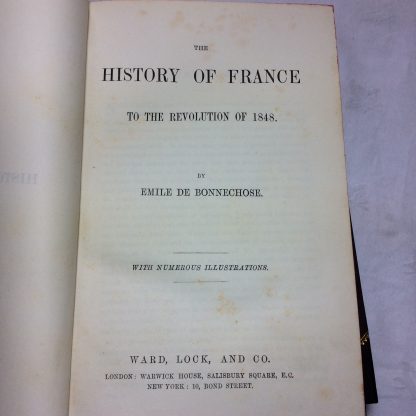 THE
HISTORY OF FRANCE
TO THE REVOLUTION OF 1848.
BY
EMILE DE BONNECHOSE.
WITH NUMEROUS ILLUSTRATIONS.
WARD, LOCK, AND CO.
LONDON: WARWICK HOUSE, SALISBURY SQUARE, E.C.
NEW YORK: 10, BOND STREET.